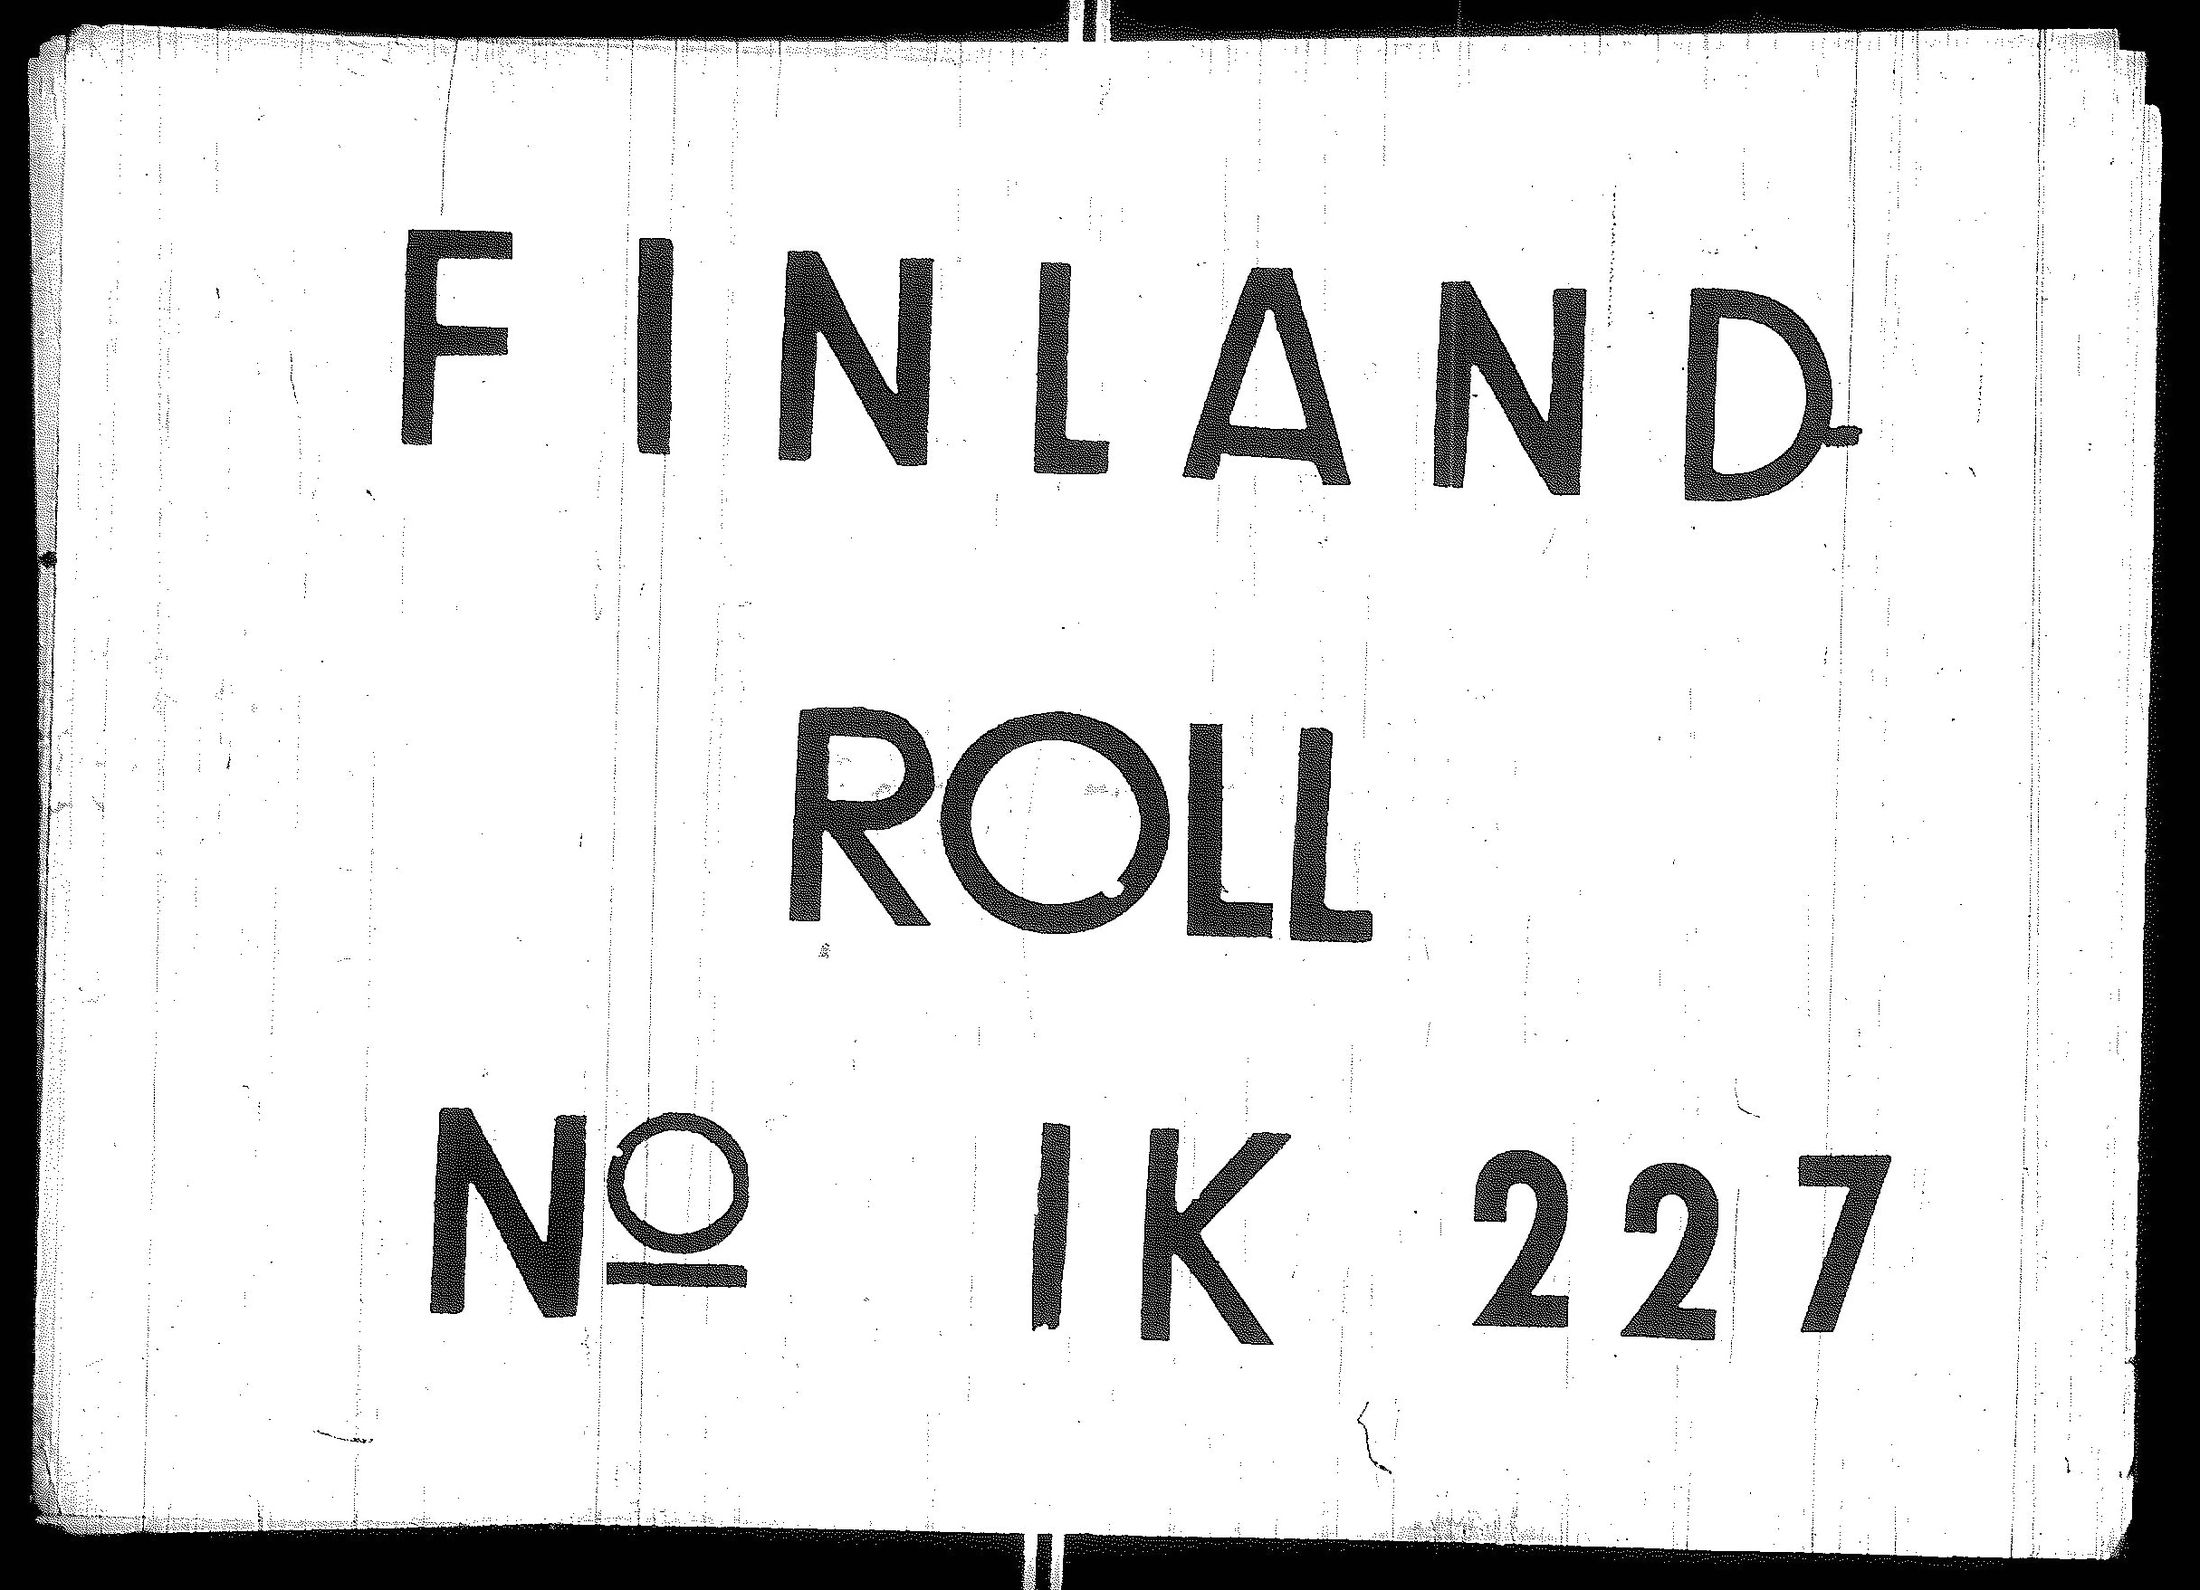 FINLAND
ROLL
Nº IK 227